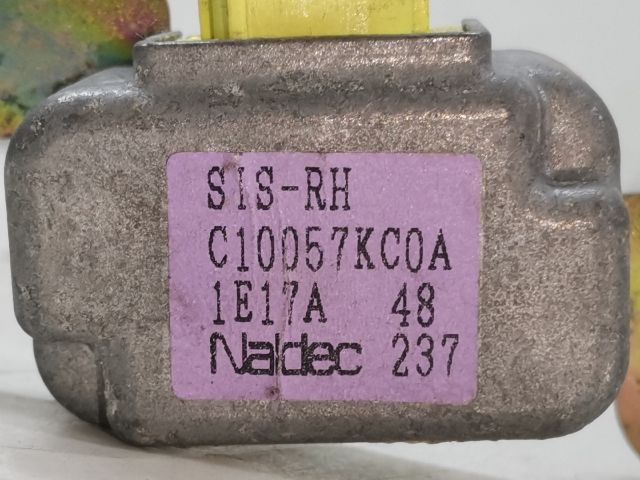 SIS-RH
C10057KC0A
1E17A 48
Naldec 237